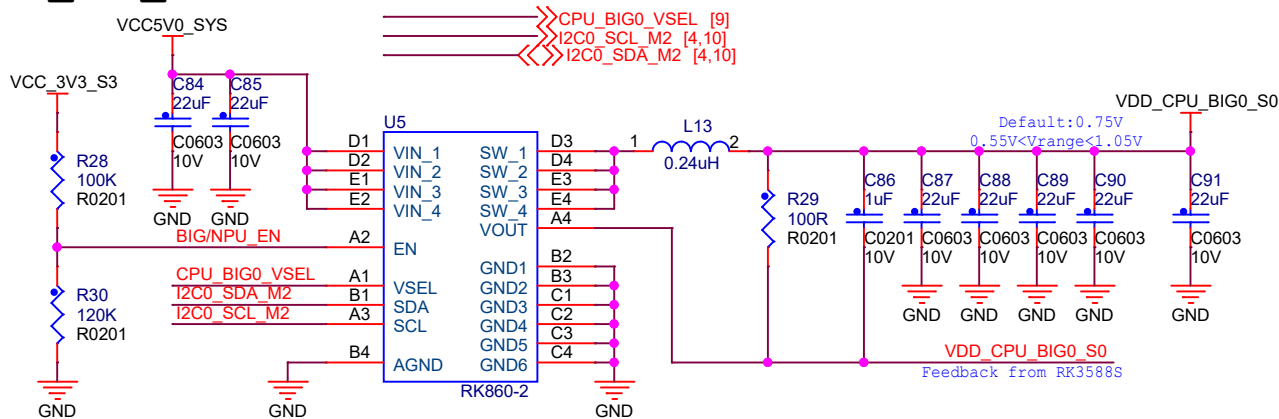 VCC5V0_SYS
CPU_BIG0_VSEL [9]
I2C0_SCL_M2 [4,10]
I2C0_SDA_M2 [4,10]
VCC_3V3_S3
C84
22uF
C0603
10V
GND
C85
22uF
C0603
10V
GND
R28
100K
R0201
BIG/NPU_EN
R30
120K
R0201
GND
CPU_BIG0_VSEL
I2C0_SDA_M2
I2C0_SCL_M2
GND
U5
D1 VIN_1 SW_1 D3
D2 VIN_2 SW_2 D4
E1 VIN_3 SW_3 E3
E2 VIN_4 SW_4 E4
VOUT A4
A2 EN
GND1 B2
A1 VSEL GND2 B3
B1 SDA GND3 C1
A3 SCL GND4 C2
GND5 C3
B4 AGND GND6 C4
RK860-2
GND
1 L13 2
0.24uH
VDD_CPU_BIG0_S0
Default:0.75V
0.55V<Vrange<1.05V
R29
100R
R0201
C86
1uF
C0201
10V
C87
22uF
C0603
10V
GND
C88
22uF
C0603
10V
GND
C89
22uF
C0603
10V
GND
C90
22uF
C0603
10V
GND
C91
22uF
C0603
10V
GND
VDD_CPU_BIG0_S0
Feedback from RK3588S